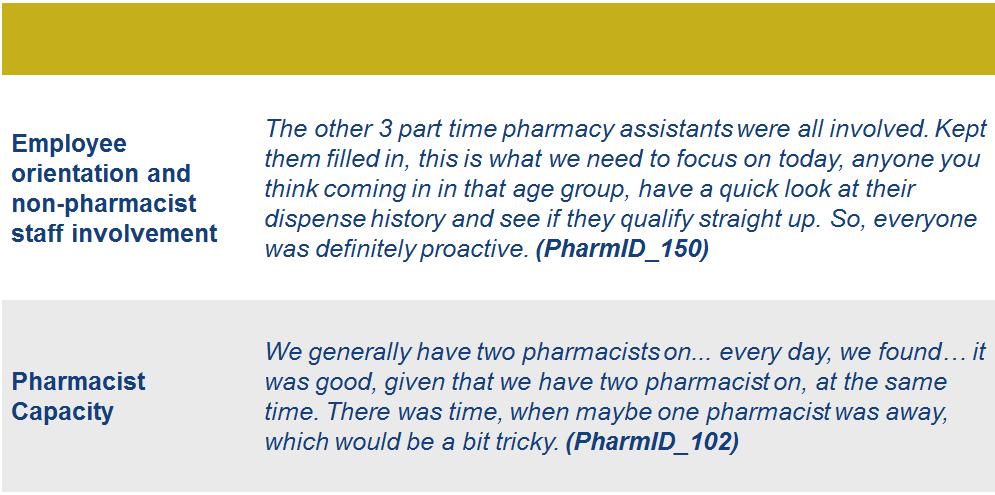 Employee
orientation and
non-pharmacist
staff involvement
The other 3 part time pharmacy assistants were all involved. Kept
them filled in, this is what we need to focus on today, anyone you
think coming in in that age group, have a quick look at their
dispense history and see if they qualify straight up. So, everyone
was definitely proactive. (PharmID_150)
Pharmacist
Capacity
We generally have two pharmacists on... every day, we found… it
was good, given that we have two pharmacist on, at the same
time. There was time, when maybe one pharmacist was away,
which would be a bit tricky. (PharmID_102)